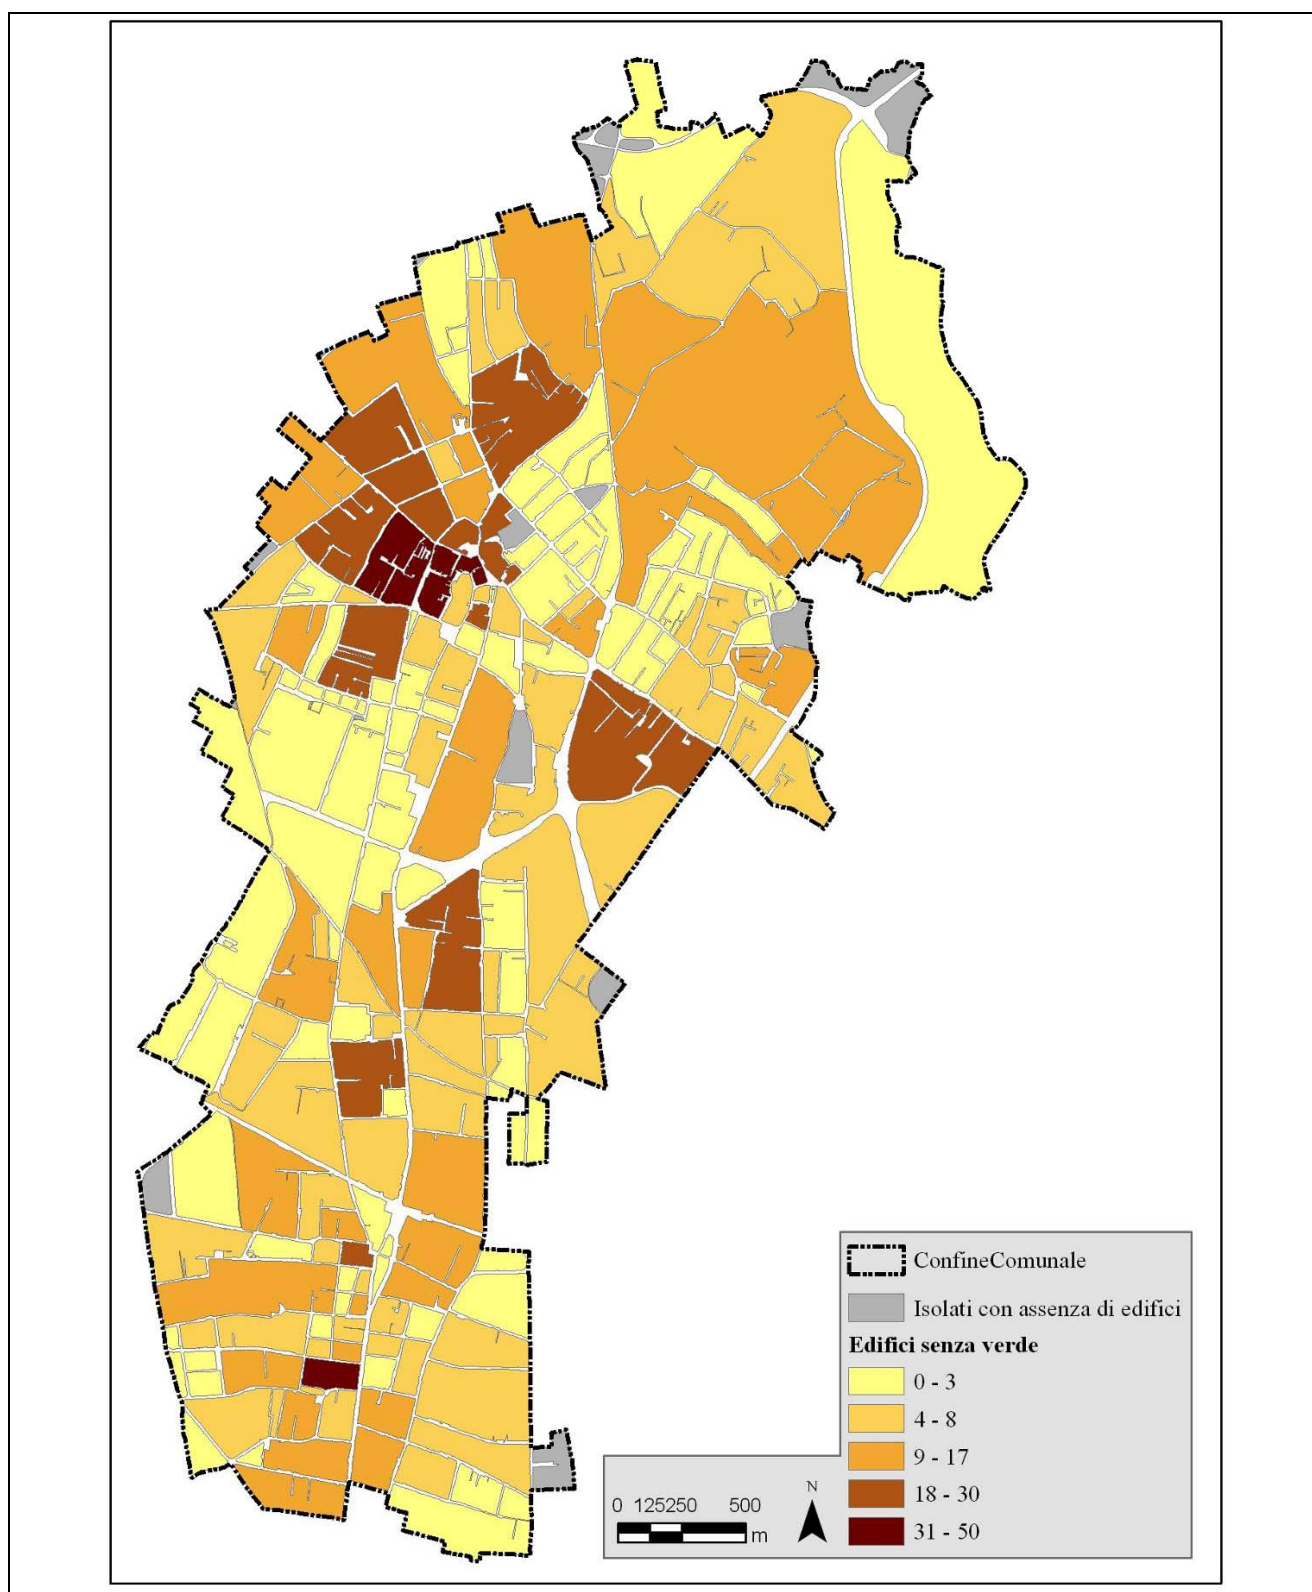 ConfineComunale
Isolati con assenza di edifici
Edifici senza verde
0 - 3
4 - 8
9 - 17
18 - 30
31 - 50
0 125250 500
m
N